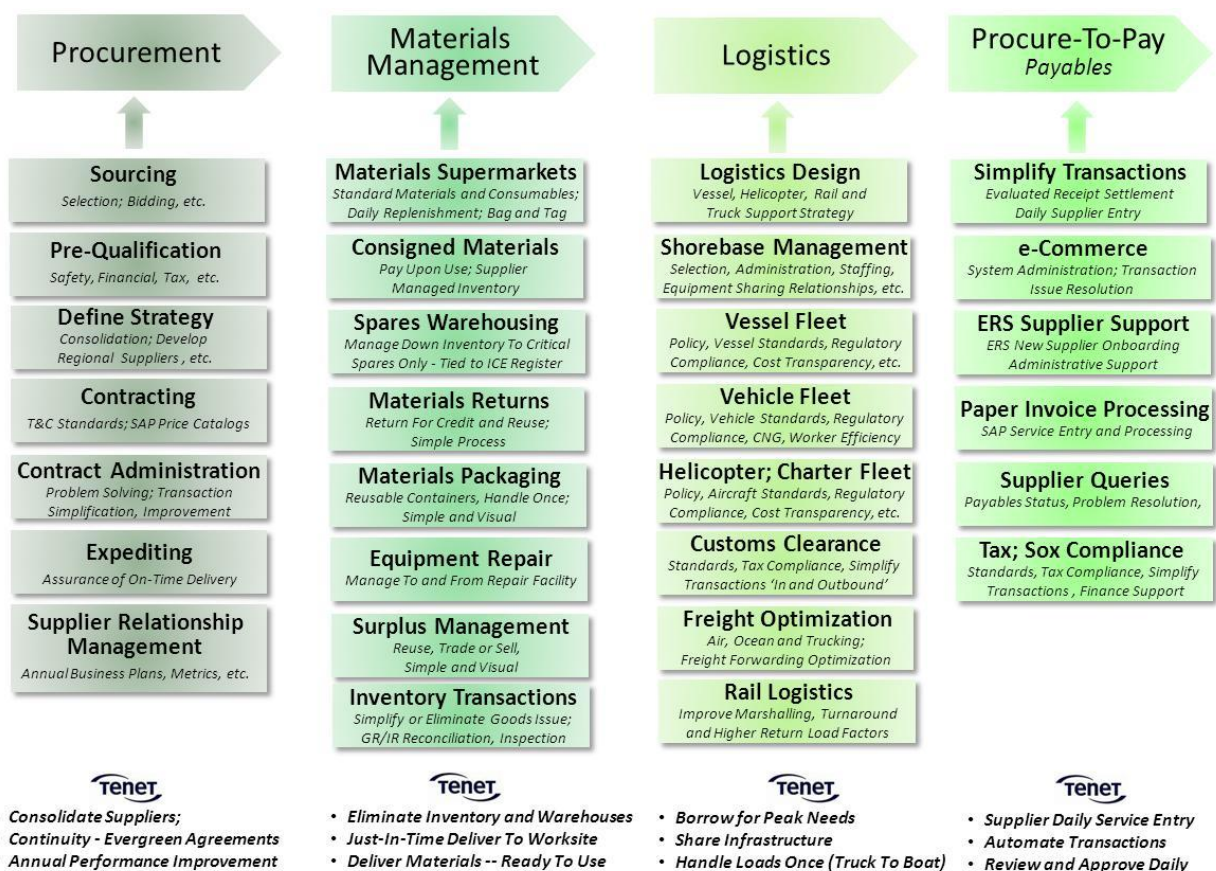 Procurement
Sourcing
Selection; Bidding, etc.
Pre-Qualification
Safety, Financial, Tax, etc.
Define Strategy
Consolidation; Develop
Regional Suppliers , etc.
Contracting
T&C Standards; SAP Price Catalogs
Contract Administration
Problem Solving; Transaction
Simplification, Improvement
Expediting
Assurance of On-Time Delivery
Supplier Relationship
Management
Annual Business Plans, Metrics, etc.
TENET
Consolidate Suppliers;
Continuity - Evergreen Agreements
Annual Performance Improvement
Materials
Management
Materials Supermarkets
Standard Materials and Consumables;
Daily Replenishment; Bag and Tag
Consigned Materials
Pay Upon Use; Supplier
Managed Inventory
Spares Warehousing
Manage Down Inventory To Critical
Spares Only - Tied to ICE Register
Materials Returns
Return For Credit and Reuse;
Simple Process
Materials Packaging
Reusable Containers, Handle Once;
Simple and Visual
Equipment Repair
Manage To and From Repair Facility
Surplus Management
Reuse, Trade or Sell,
Simple and Visual
Inventory Transactions
Simplify or Eliminate Goods Issue;
GR/IR Reconciliation, Inspection
TENET
• Eliminate Inventory and Warehouses
• Just-In-Time Deliver To Worksite
• Deliver Materials -- Ready To Use
Logistics
Logistics Design
Vessel, Helicopter, Rail and
Truck Support Strategy
Shorebase Management
Selection, Administration, Staffing,
Equipment Sharing Relationships, etc.
Vessel Fleet
Policy, Vessel Standards, Regulatory
Compliance, Cost Transparency, etc.
Vehicle Fleet
Policy, Vehicle Standards, Regulatory
Compliance, CNG, Worker Efficiency
Helicopter; Charter Fleet
Policy, Aircraft Standards, Regulatory
Compliance, Cost Transparency, etc.
Customs Clearance
Standards, Tax Compliance, Simplify
Transactions ‘In and Outbound’
Freight Optimization
Air, Ocean and Trucking;
Freight Forwarding Optimization
Rail Logistics
Improve Marshalling, Turnaround
and Higher Return Load Factors
TENET
• Borrow for Peak Needs
• Share Infrastructure
• Handle Loads Once (Truck To Boat)
Procure-To-Pay
Payables
Simplify Transactions
Evaluated Receipt Settlement
Daily Supplier Entry
e-Commerce
System Administration; Transaction
Issue Resolution
ERS Supplier Support
ERS New Supplier Onboarding
Administrative Support
Paper Invoice Processing
SAP Service Entry and Processing
Supplier Queries
Payables Status, Problem Resolution,
Tax; Sox Compliance
Standards, Tax Compliance, Simplify
Transactions , Finance Support
TENET
• Supplier Daily Service Entry
• Automate Transactions
• Review and Approve Daily